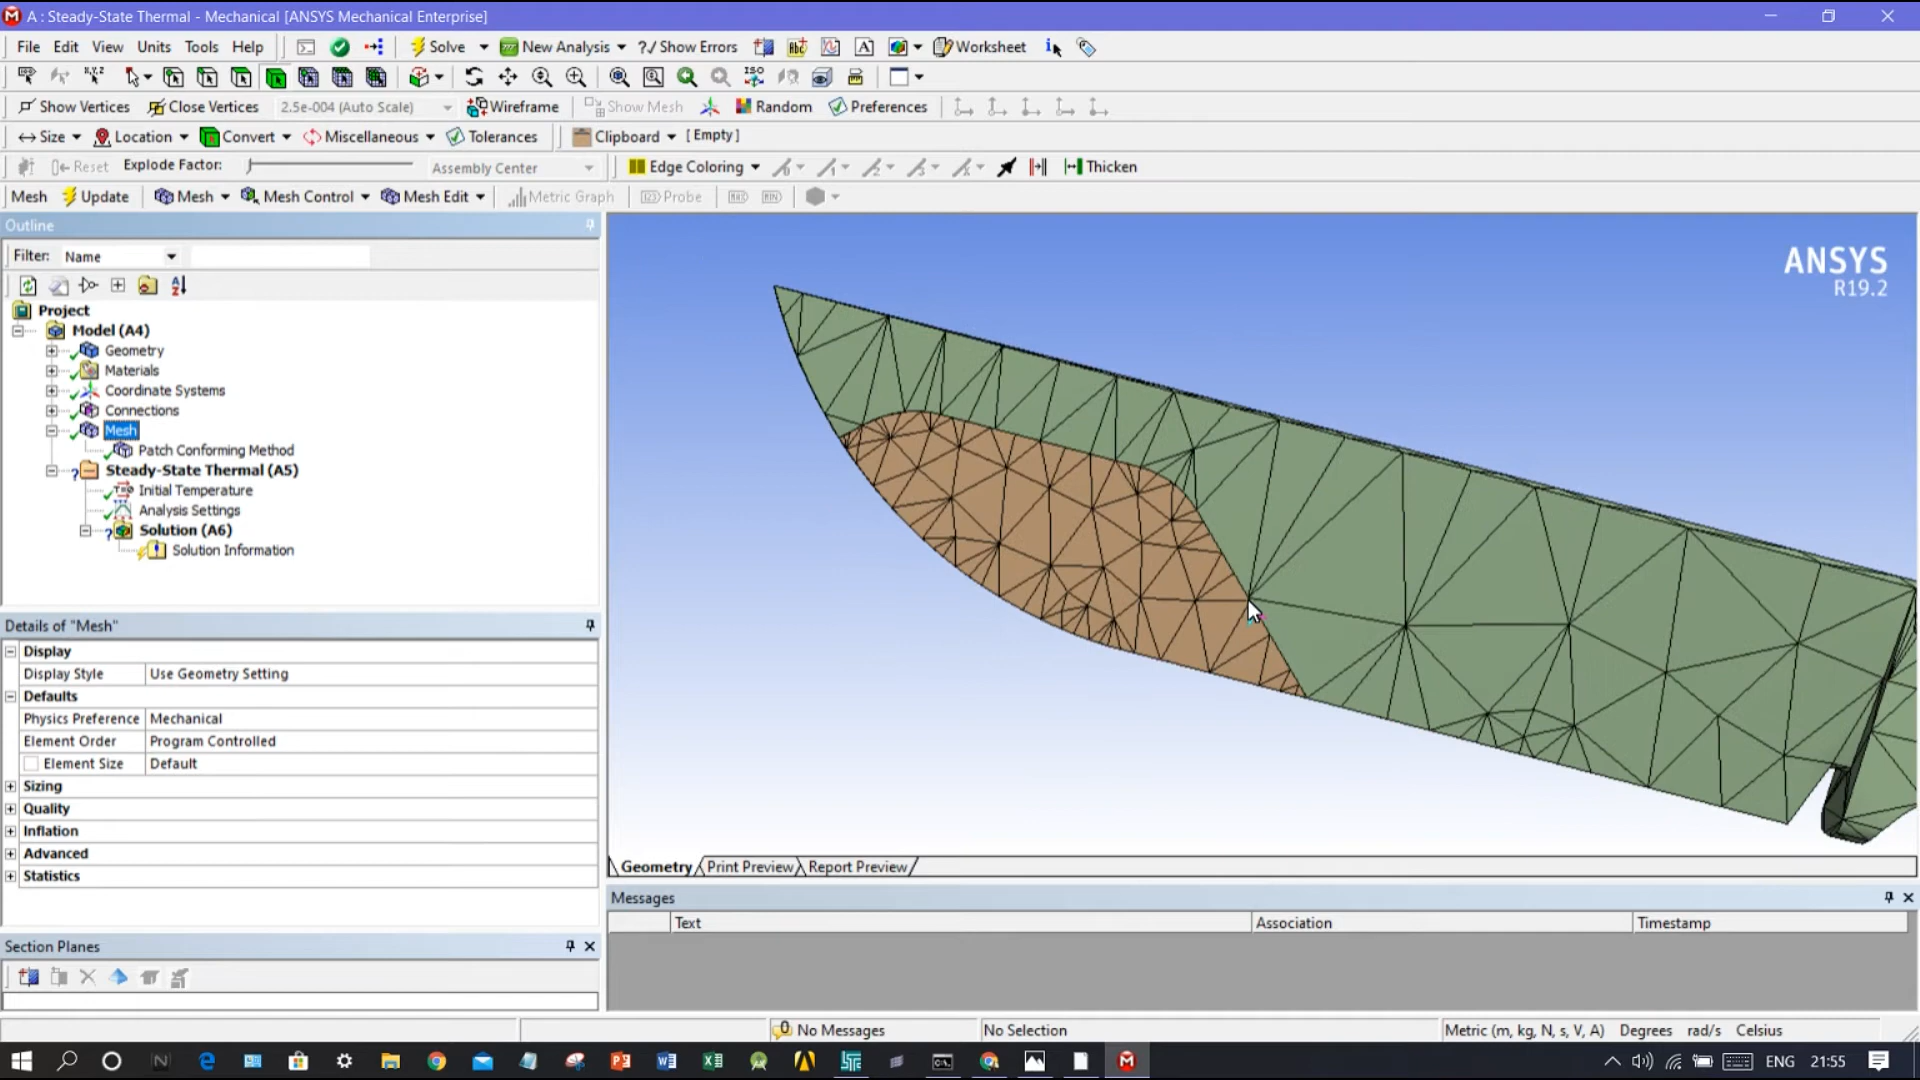 A : Steady-State Thermal - Mechanical [ANSYS Mechanical Enterprise]
File Edit View Units Tools Help Solve New Analysis ?/ Show Errors Worksheet
Show Vertices Close Vertices 2.5e-004 (Auto Scale) Wireframe Show Mesh Random Preferences
Size Location Convert Miscellaneous Tolerances Clipboard [ Empty ]
Reset Explode Factor: Assembly Center Edge Coloring Thicken
Mesh Update Mesh Mesh Control Mesh Edit Metric Graph Probe
Outline
Filter: Name
Project
Model (A4)
Geometry
Materials
Coordinate Systems
Connections
Mesh
Patch Conforming Method
Steady-State Thermal (A5)
Initial Temperature
Analysis Settings
Solution (A6)
Solution Information
Details of "Mesh"
Display
Display Style Use Geometry Setting
Defaults
Physics Preference Mechanical
Element Order Program Controlled
Element Size Default
Sizing
Quality
Inflation
Advanced
Statistics
Section Planes
ANSYS
R19.2
Geometry Print Preview Report Preview
Messages
Text Association Timestamp
No Messages No Selection Metric (m, kg, N, s, V, A) Degrees rad/s Celsius
ENG 21:55